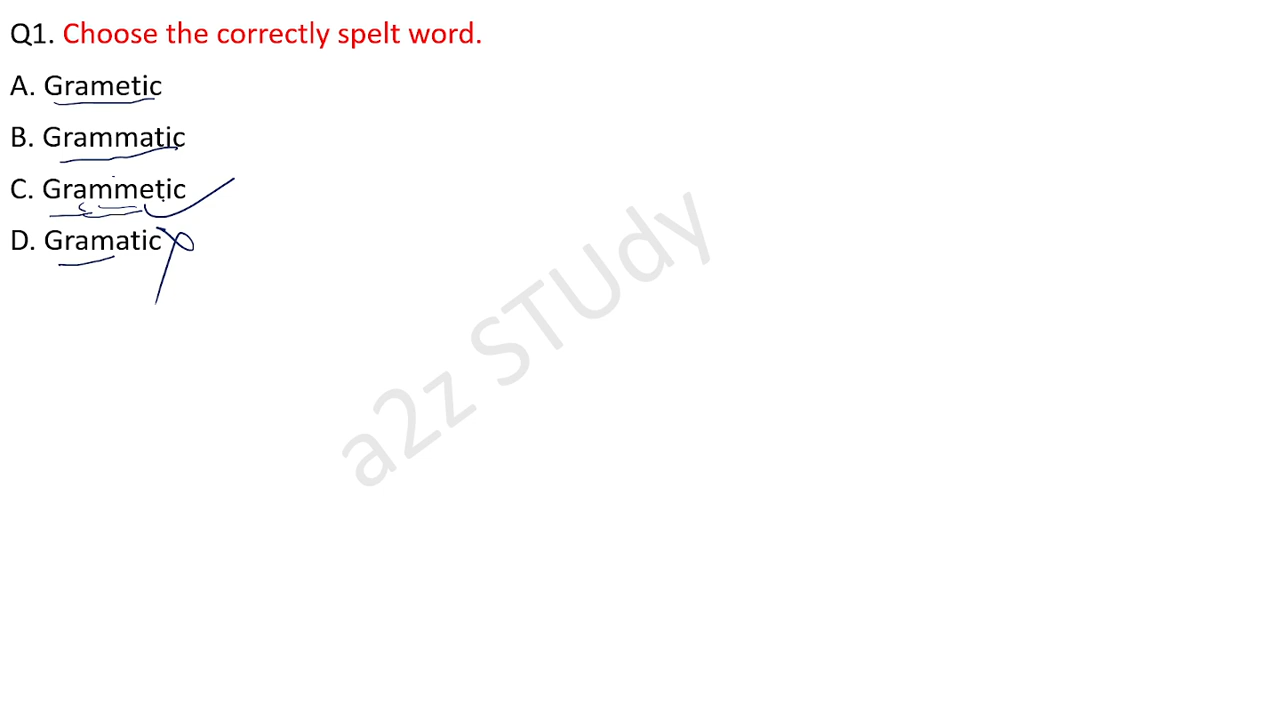 Q1. Choose the correctly spelt word.
A. Grametic
B. Grammatic
C. Grammetic
D. Gramatic
a2z STUdy